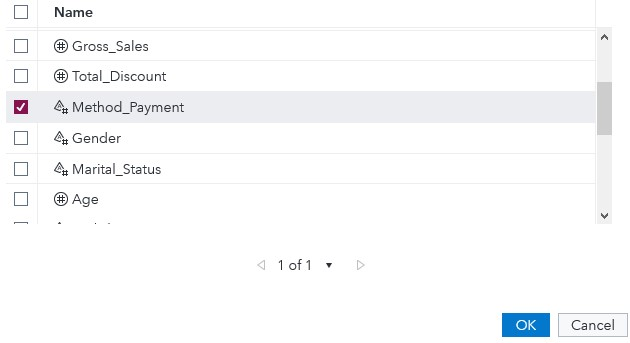 Name
Gross_Sales
Total_Discount
Method_Payment
Gender
Marital_Status
Age
1 of 1
OK Cancel